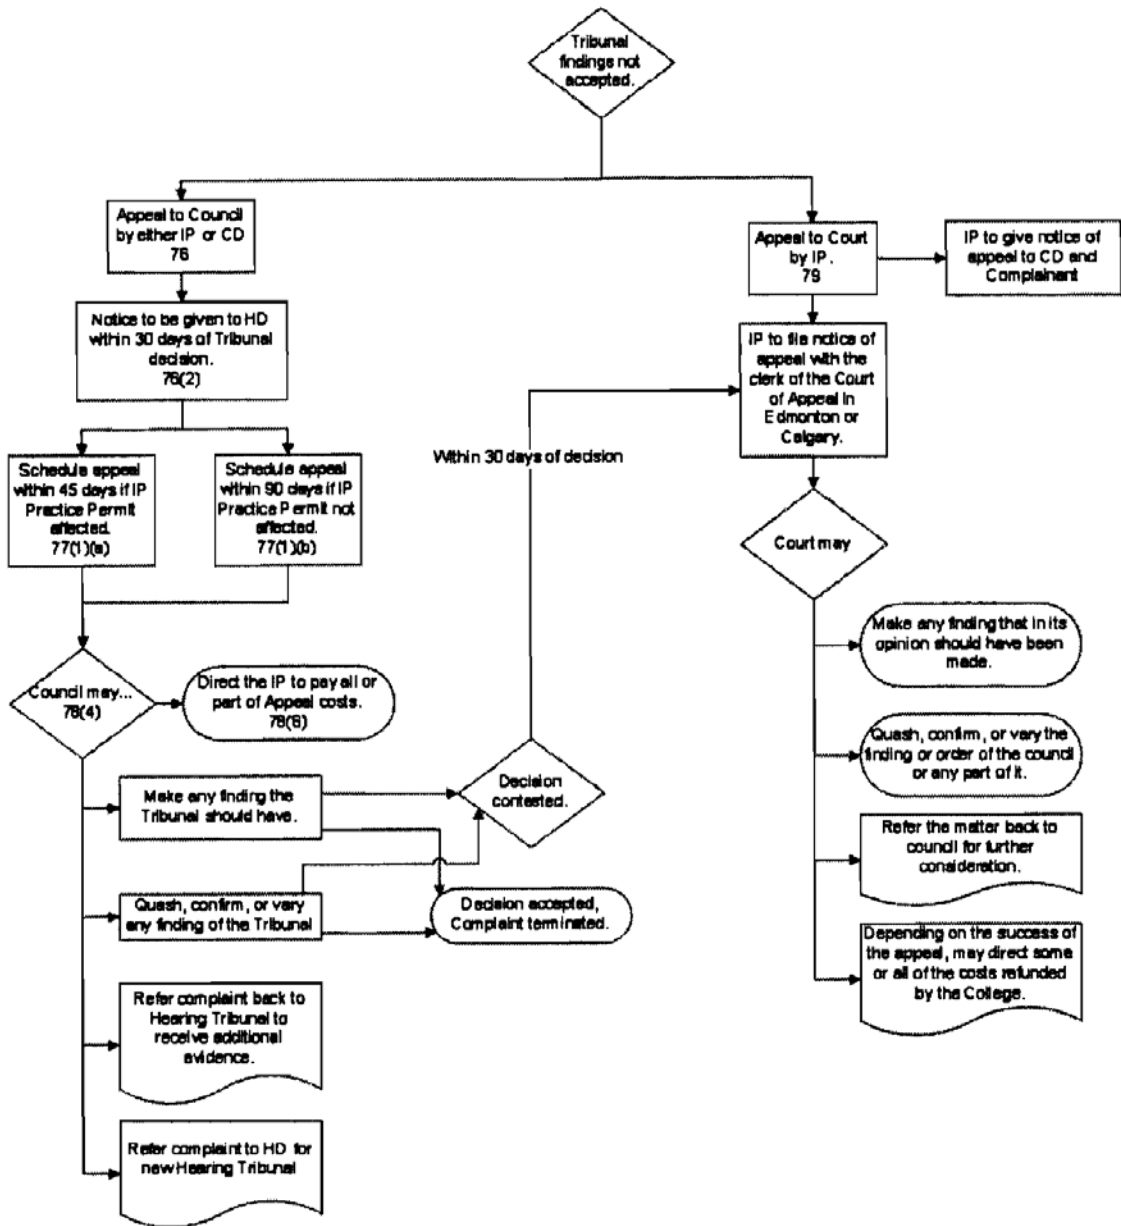 Tribunal
findings not
accepted.
Appeal to Council
by either IP or CD
76
Appeal to Court
by IP.
79
IP to give notice of
appeal to CD and
Complainant
Notice to be given to HD
within 30 days of Tribunal
decision.
76(2)
IP to file notice of
appeal with the
clerk of the Court
of Appeal in
Edmonton or
Calgary.
Within 30 days of decision
Schedule appeal
within 45 days if IP
Practice Permit
affected.
77(1)(a)
Schedule appeal
within 90 days if IP
Practice Permit not
affected.
77(1)(b)
Court may
Make any finding that in its
opinion should have been
made.
Council may...
78(4)
Direct the IP to pay all or
part of Appeal costs.
78(6)
Quash, confirm, or vary the
finding or order of the council
or any part of it.
Make any finding the
Tribunal should have.
Decision
contested.
Refer the matter back to
council for further
consideration.
Quash, confirm, or vary
any finding of the Tribunal
Decision accepted,
Complaint terminated.
Depending on the success of
the appeal, may direct some
or all of the costs refunded
by the College.
Refer complaint back to
Hearing Tribunal to
receive additional
evidence.
Refer complaint to HD for
new Hearing Tribunal